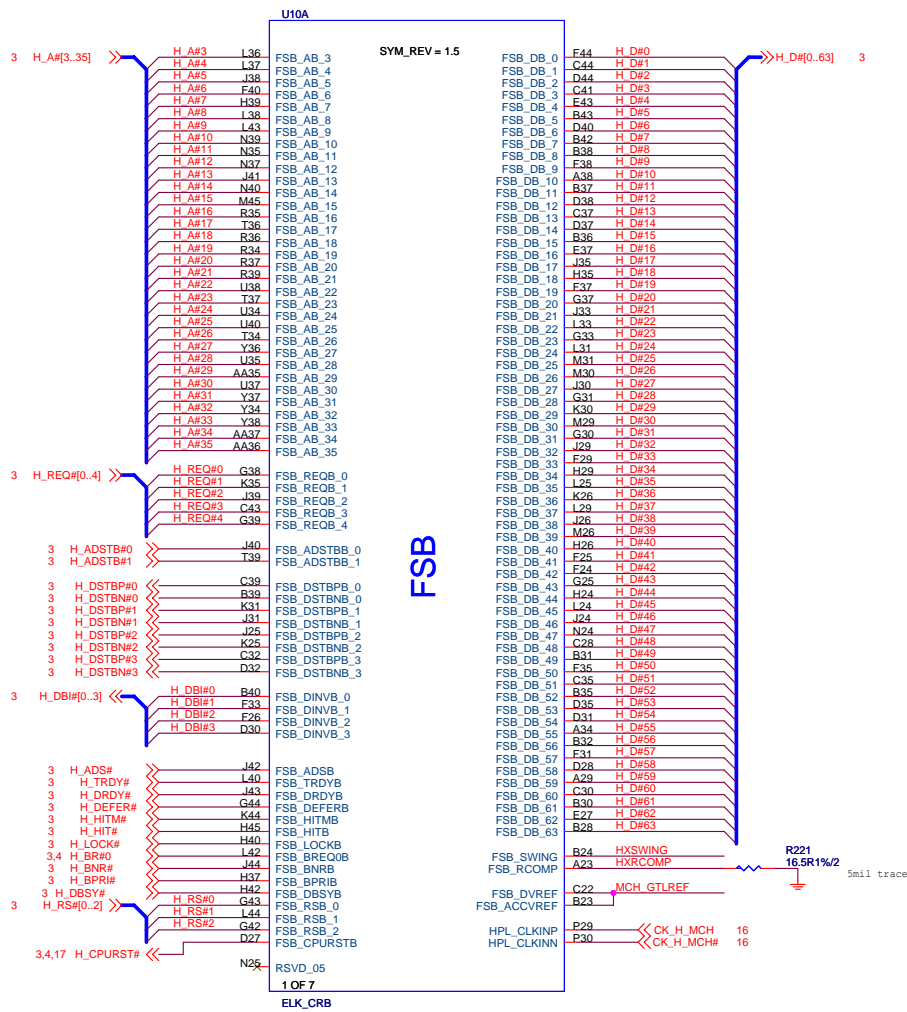 U10A
SYM_REV = 1.5
3 H_A#[3..35]
H_A#3 L36 FSB_AB_3
H_A#4 L37 FSB_AB_4
H_A#5 J38 FSB_AB_5
H_A#6 F40 FSB_AB_6
H_A#7 H39 FSB_AB_7
H_A#8 L38 FSB_AB_8
H_A#9 L43 FSB_AB_9
H_A#10 N39 FSB_AB_10
H_A#11 N35 FSB_AB_11
H_A#12 N37 FSB_AB_12
H_A#13 J41 FSB_AB_13
H_A#14 N40 FSB_AB_14
H_A#15 M45 FSB_AB_15
H_A#16 R35 FSB_AB_16
H_A#17 T36 FSB_AB_17
H_A#18 R36 FSB_AB_18
H_A#19 R34 FSB_AB_19
H_A#20 R37 FSB_AB_20
H_A#21 R39 FSB_AB_21
H_A#22 U38 FSB_AB_22
H_A#23 T37 FSB_AB_23
H_A#24 U34 FSB_AB_24
H_A#25 U40 FSB_AB_25
H_A#26 T34 FSB_AB_26
H_A#27 Y36 FSB_AB_27
H_A#28 U35 FSB_AB_28
H_A#29 AA35 FSB_AB_29
H_A#30 U37 FSB_AB_30
H_A#31 Y37 FSB_AB_31
H_A#32 Y34 FSB_AB_32
H_A#33 Y38 FSB_AB_33
H_A#34 AA37 FSB_AB_34
H_A#35 AA36 FSB_AB_35
3 H_REQ#[0..4]
H_REQ#0 G38 FSB_REQB_0
H_REQ#1 K35 FSB_REQB_1
H_REQ#2 J39 FSB_REQB_2
H_REQ#3 C43 FSB_REQB_3
H_REQ#4 G39 FSB_REQB_4
3 H_ADSTB#0 J40 FSB_ADSTBB_0
3 H_ADSTB#1 T39 FSB_ADSTBB_1
3 H_DSTBP#0 C39 FSB_DSTBPB_0
3 H_DSTBN#0 B39 FSB_DSTBNB_0
3 H_DSTBP#1 K31 FSB_DSTBPB_1
3 H_DSTBN#1 J31 FSB_DSTBNB_1
3 H_DSTBP#2 J25 FSB_DSTBPB_2
3 H_DSTBN#2 K25 FSB_DSTBNB_2
3 H_DSTBP#3 C32 FSB_DSTBPB_3
3 H_DSTBN#3 D32 FSB_DSTBNB_3
3 H_DBI#[0..3]
H_DBI#0 B40 FSB_DINVB_0
H_DBI#1 F33 FSB_DINVB_1
H_DBI#2 F26 FSB_DINVB_2
H_DBI#3 D30 FSB_DINVB_3
3 H_ADS# J42 FSB_ADSB
3 H_TRDY# L40 FSB_TRDYB
3 H_DRDY# J43 FSB_DRDYB
3 H_DEFER# G44 FSB_DEFERB
3 H_HITM# K44 FSB_HITMB
3 H_HIT# H45 FSB_HITB
3 H_LOCK# H40 FSB_LOCKB
3,4 H_BR#0 L42 FSB_BREQ0B
3 H_BNR# J44 FSB_BNRB
3 H_BPRI# H37 FSB_BPRIB
3 H_DBSY# H42 FSB_DBSYB
3 H_RS#[0..2]
H_RS#0 G43 FSB_RSB_0
H_RS#1 L44 FSB_RSB_1
H_RS#2 G42 FSB_RSB_2
3,4,17 H_CPURST# D27 FSB_CPURSTB
N25 RSVD_05
FSB
FSB_DB_0 F44 H_D#0
H_D#[0..63] 3
FSB_DB_1 C44 H_D#1
FSB_DB_2 D44 H_D#2
FSB_DB_3 C41 H_D#3
FSB_DB_4 E43 H_D#4
FSB_DB_5 B43 H_D#5
FSB_DB_6 D40 H_D#6
FSB_DB_7 B42 H_D#7
FSB_DB_8 B38 H_D#8
FSB_DB_9 F38 H_D#9
FSB_DB_10 A38 H_D#10
FSB_DB_11 B37 H_D#11
FSB_DB_12 D38 H_D#12
FSB_DB_13 C37 H_D#13
FSB_DB_14 D37 H_D#14
FSB_DB_15 B36 H_D#15
FSB_DB_16 E37 H_D#16
FSB_DB_17 J35 H_D#17
FSB_DB_18 H35 H_D#18
FSB_DB_19 F37 H_D#19
FSB_DB_20 G37 H_D#20
FSB_DB_21 J33 H_D#21
FSB_DB_22 L33 H_D#22
FSB_DB_23 G33 H_D#23
FSB_DB_24 L31 H_D#24
FSB_DB_25 M31 H_D#25
FSB_DB_26 M30 H_D#26
FSB_DB_27 J30 H_D#27
FSB_DB_28 G31 H_D#28
FSB_DB_29 K30 H_D#29
FSB_DB_30 M29 H_D#30
FSB_DB_31 G30 H_D#31
FSB_DB_32 J29 H_D#32
FSB_DB_33 F29 H_D#33
FSB_DB_34 H29 H_D#34
FSB_DB_35 L25 H_D#35
FSB_DB_36 K26 H_D#36
FSB_DB_37 L29 H_D#37
FSB_DB_38 J26 H_D#38
FSB_DB_39 M26 H_D#39
FSB_DB_40 H26 H_D#40
FSB_DB_41 F25 H_D#41
FSB_DB_42 F24 H_D#42
FSB_DB_43 G25 H_D#43
FSB_DB_44 H24 H_D#44
FSB_DB_45 L24 H_D#45
FSB_DB_46 J24 H_D#46
FSB_DB_47 N24 H_D#47
FSB_DB_48 C28 H_D#48
FSB_DB_49 B31 H_D#49
FSB_DB_50 F35 H_D#50
FSB_DB_51 C35 H_D#51
FSB_DB_52 B35 H_D#52
FSB_DB_53 D35 H_D#53
FSB_DB_54 D31 H_D#54
FSB_DB_55 A34 H_D#55
FSB_DB_56 B32 H_D#56
FSB_DB_57 F31 H_D#57
FSB_DB_58 D28 H_D#58
FSB_DB_59 A29 H_D#59
FSB_DB_60 C30 H_D#60
FSB_DB_61 B30 H_D#61
FSB_DB_62 E27 H_D#62
FSB_DB_63 B28 H_D#63
FSB_SWING B24 HXSWING
FSB_RCOMP A23 HXRCOMP
R221
16.5R1%/2
5mil trace
FSB_DVREF C22 MCH_GTLREF
FSB_ACCVREF B23
HPL_CLKINP P29 CK_H_MCH 16
HPL_CLKINN P30 CK_H_MCH# 16
1 OF 7
ELK_CRB